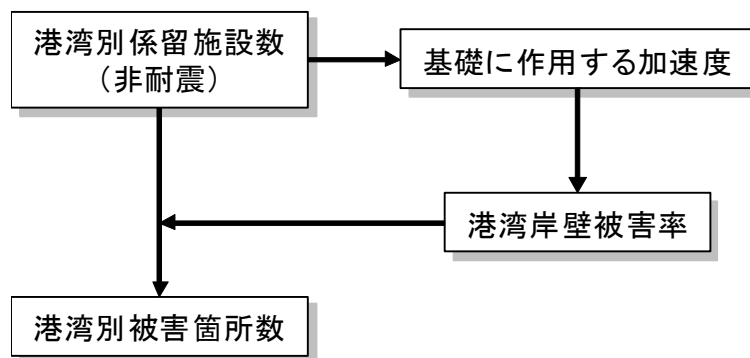 港湾別係留施設数
（非耐震）
基礎に作用する加速度
港湾岸壁被害率
港湾別被害箇所数